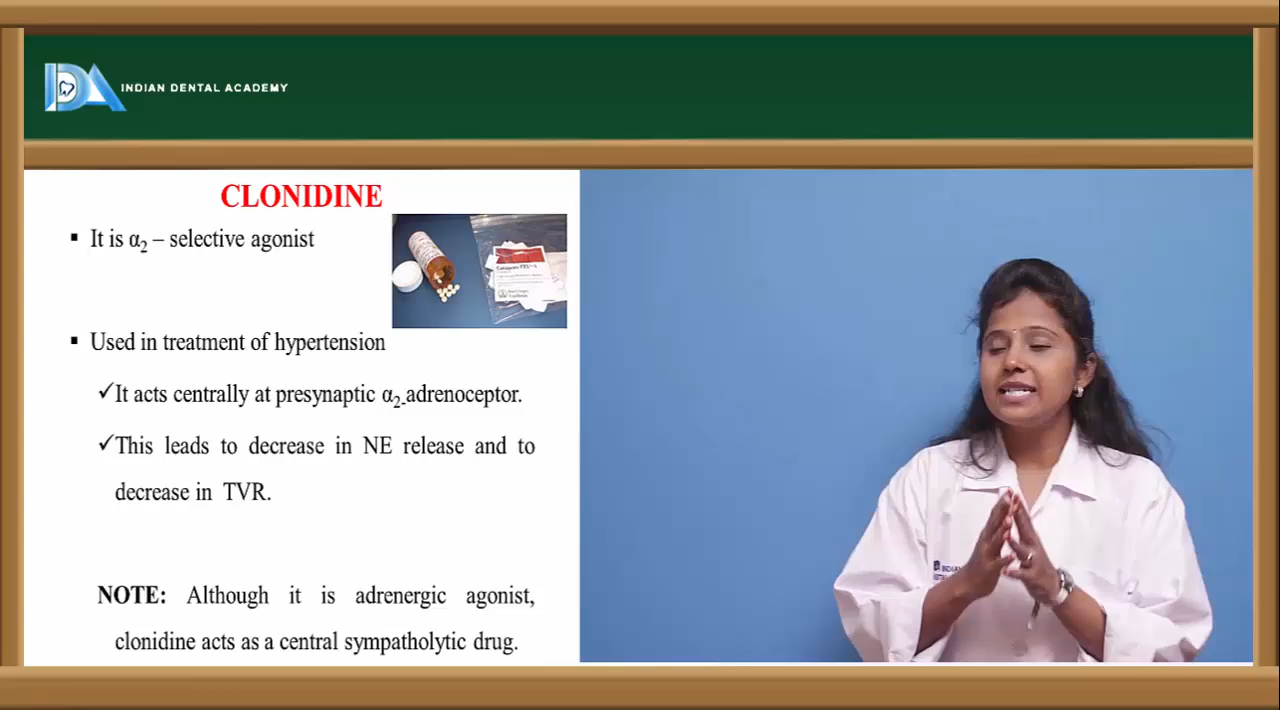 IDA INDIAN DENTAL ACADEMY
CLONIDINE
▪ It is α₂ – selective agonist
▪ Used in treatment of hypertension
✓It acts centrally at presynaptic α₂-adrenoceptor.
✓This leads to decrease in NE release and to
decrease in TVR.
NOTE: Although it is adrenergic agonist,
clonidine acts as a central sympatholytic drug.